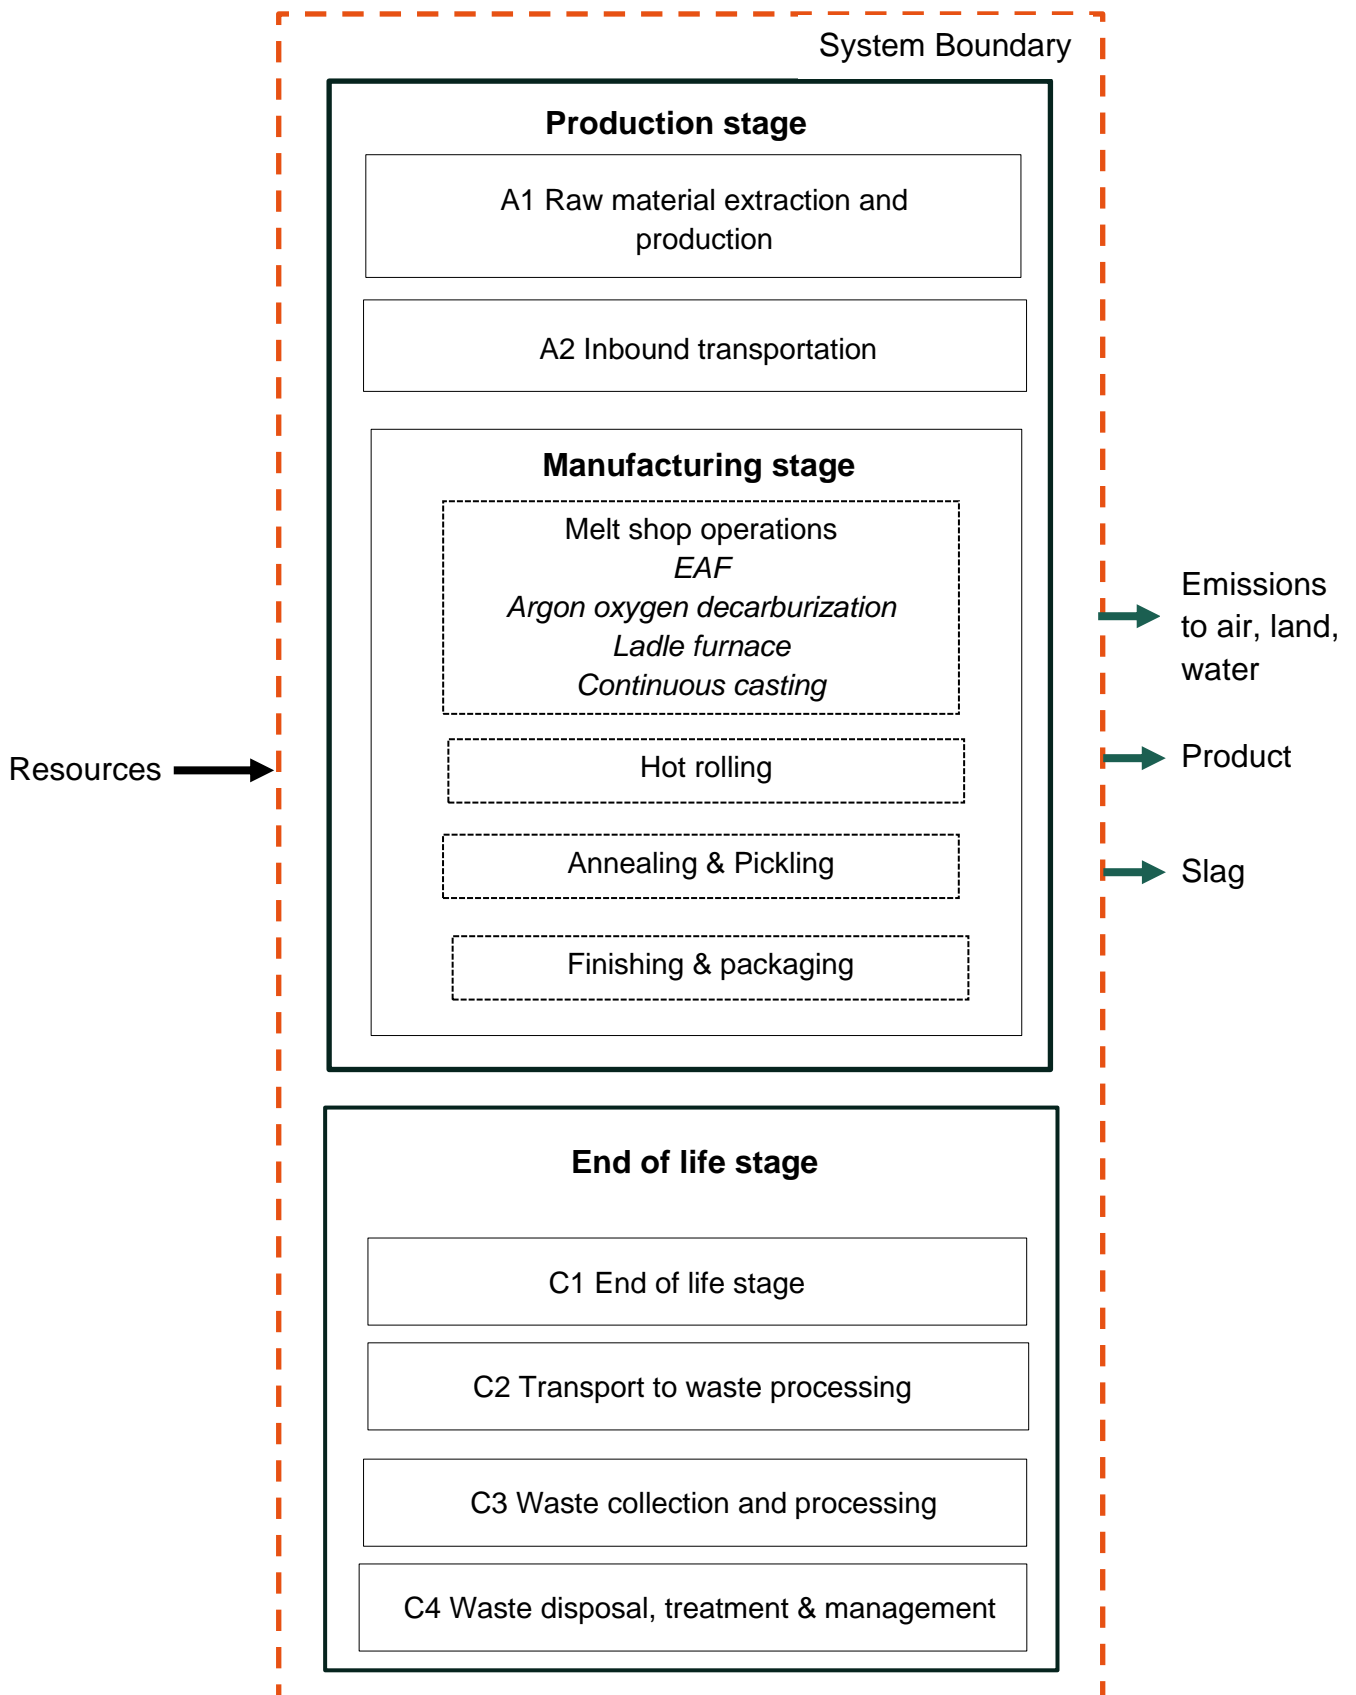 System Boundary
Production stage
A1 Raw material extraction and
production
A2 Inbound transportation
Manufacturing stage
Melt shop operations
EAF
Argon oxygen decarburization
Ladle furnace
Continuous casting
Hot rolling
Annealing & Pickling
Finishing & packaging
Resources
Emissions
to air, land,
water
Product
Slag
End of life stage
C1 End of life stage
C2 Transport to waste processing
C3 Waste collection and processing
C4 Waste disposal, treatment & management